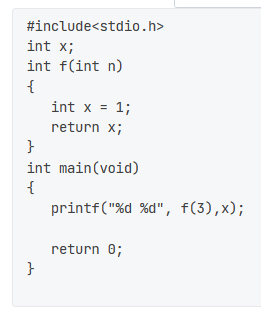 #include<stdio.h>
int x;
int f(int n)
{
   int x = 1;
   return x;
}
int main(void)
{
   printf("%d %d", f(3),x);

   return 0;
}